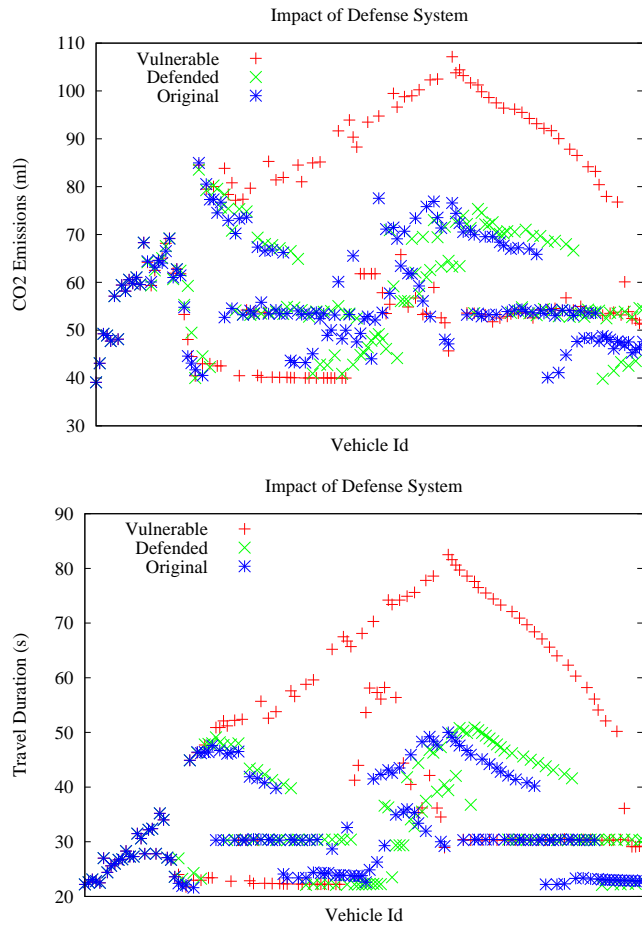 Impact of Defense System
110
100
90
80
70
60
50
40
30
CO2 Emissions (ml)
Vulnerable
Defended
Original
Vehicle Id
Impact of Defense System
90
80
70
60
50
40
30
20
Travel Duration (s)
Vulnerable
Defended
Original
Vehicle Id